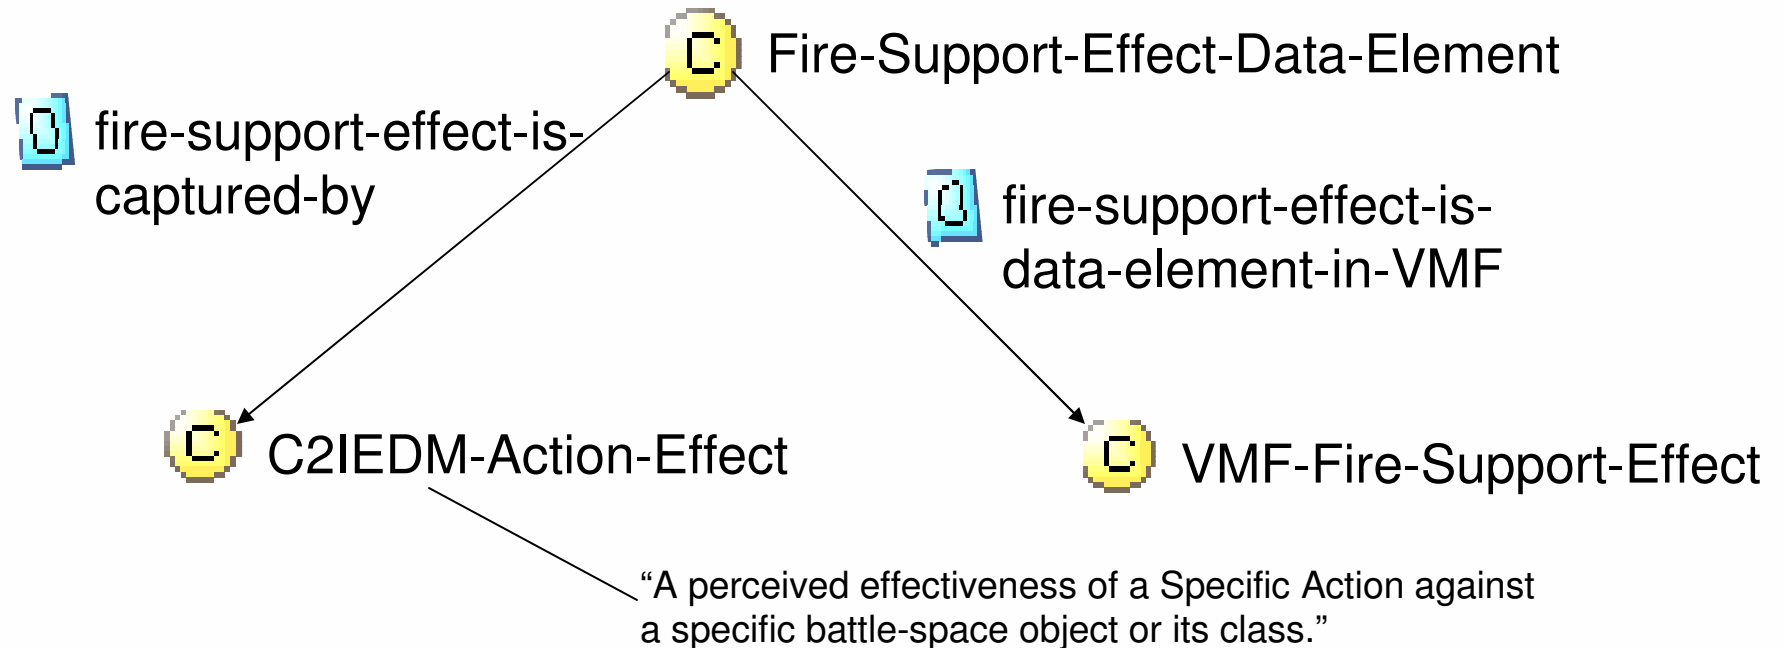 C Fire-Support-Effect-Data-Element
O fire-support-effect-is-
captured-by
O fire-support-effect-is-
data-element-in-VMF
C C2IEDM-Action-Effect
C VMF-Fire-Support-Effect
“A perceived effectiveness of a Specific Action against
a specific battle-space object or its class.”